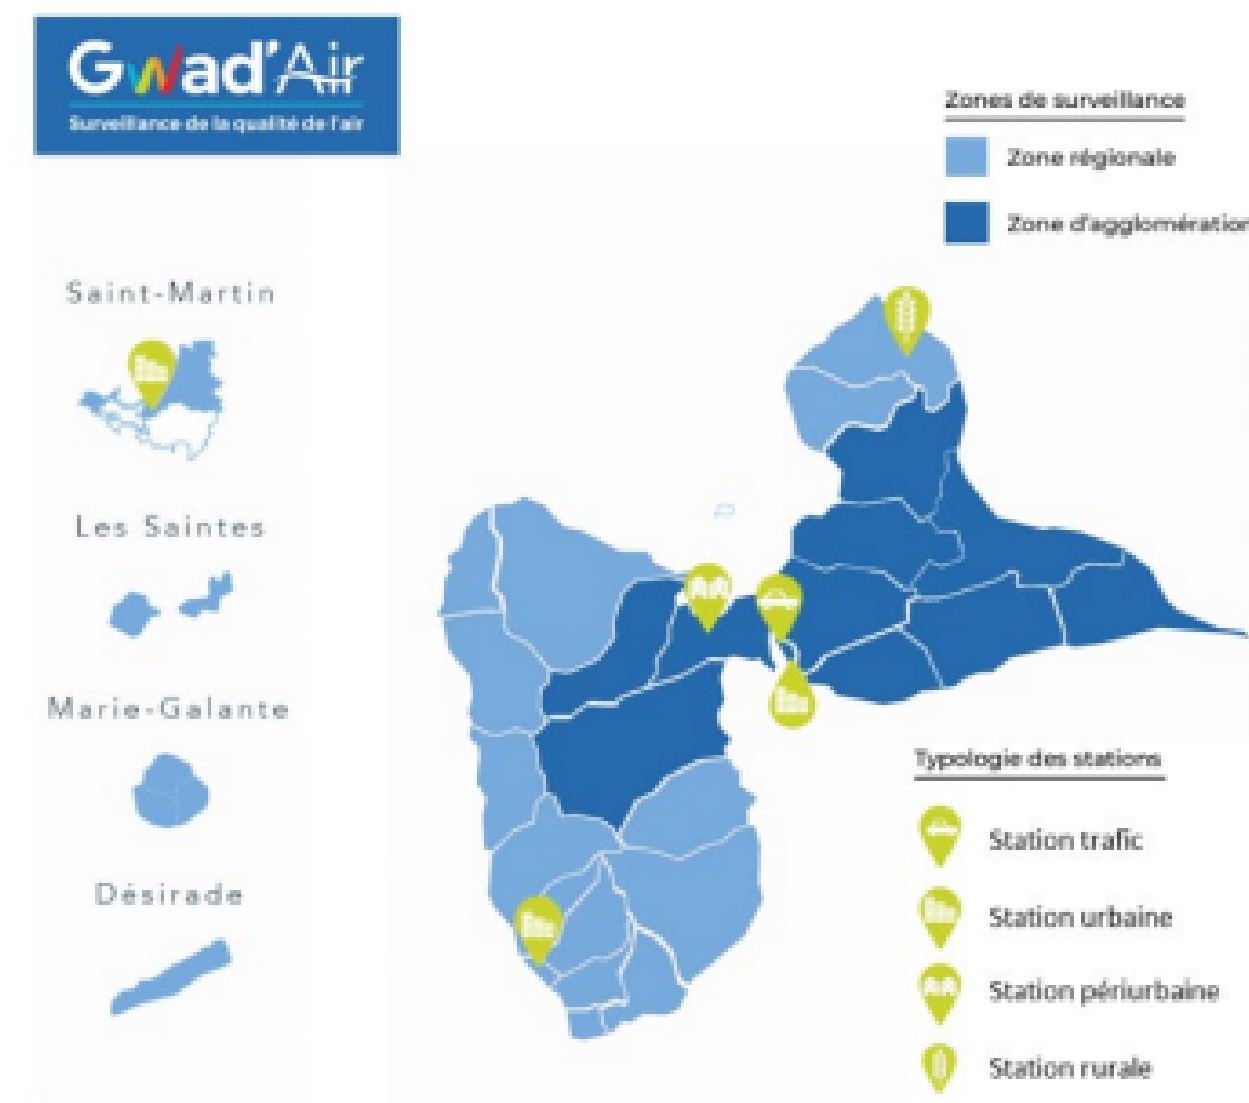 Gwad'Air
Surveillance de la qualité de l'air
Zones de surveillance
Zone régionale
Zone d'agglomération
Saint-Martin
Les Saintes
Marie-Galante
Désirade
Typologie des stations
Station trafic
Station urbaine
Station périurbaine
Station rurale